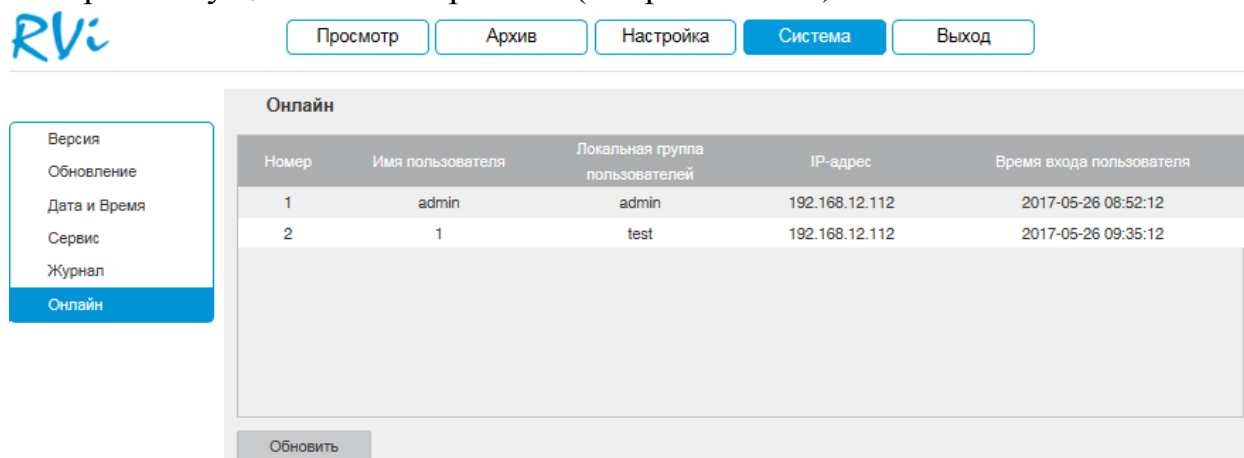 RVi
Просмотр Архив Настройка Система Выход
Онлайн
Версия
Обновление
Дата и Время
Сервис
Журнал
Онлайн
Номер Имя пользователя Локальная группа пользователей IP-адрес Время входа пользователя
1 admin admin 192.168.12.112 2017-05-26 08:52:12
2 1 test 192.168.12.112 2017-05-26 09:35:12
Обновить